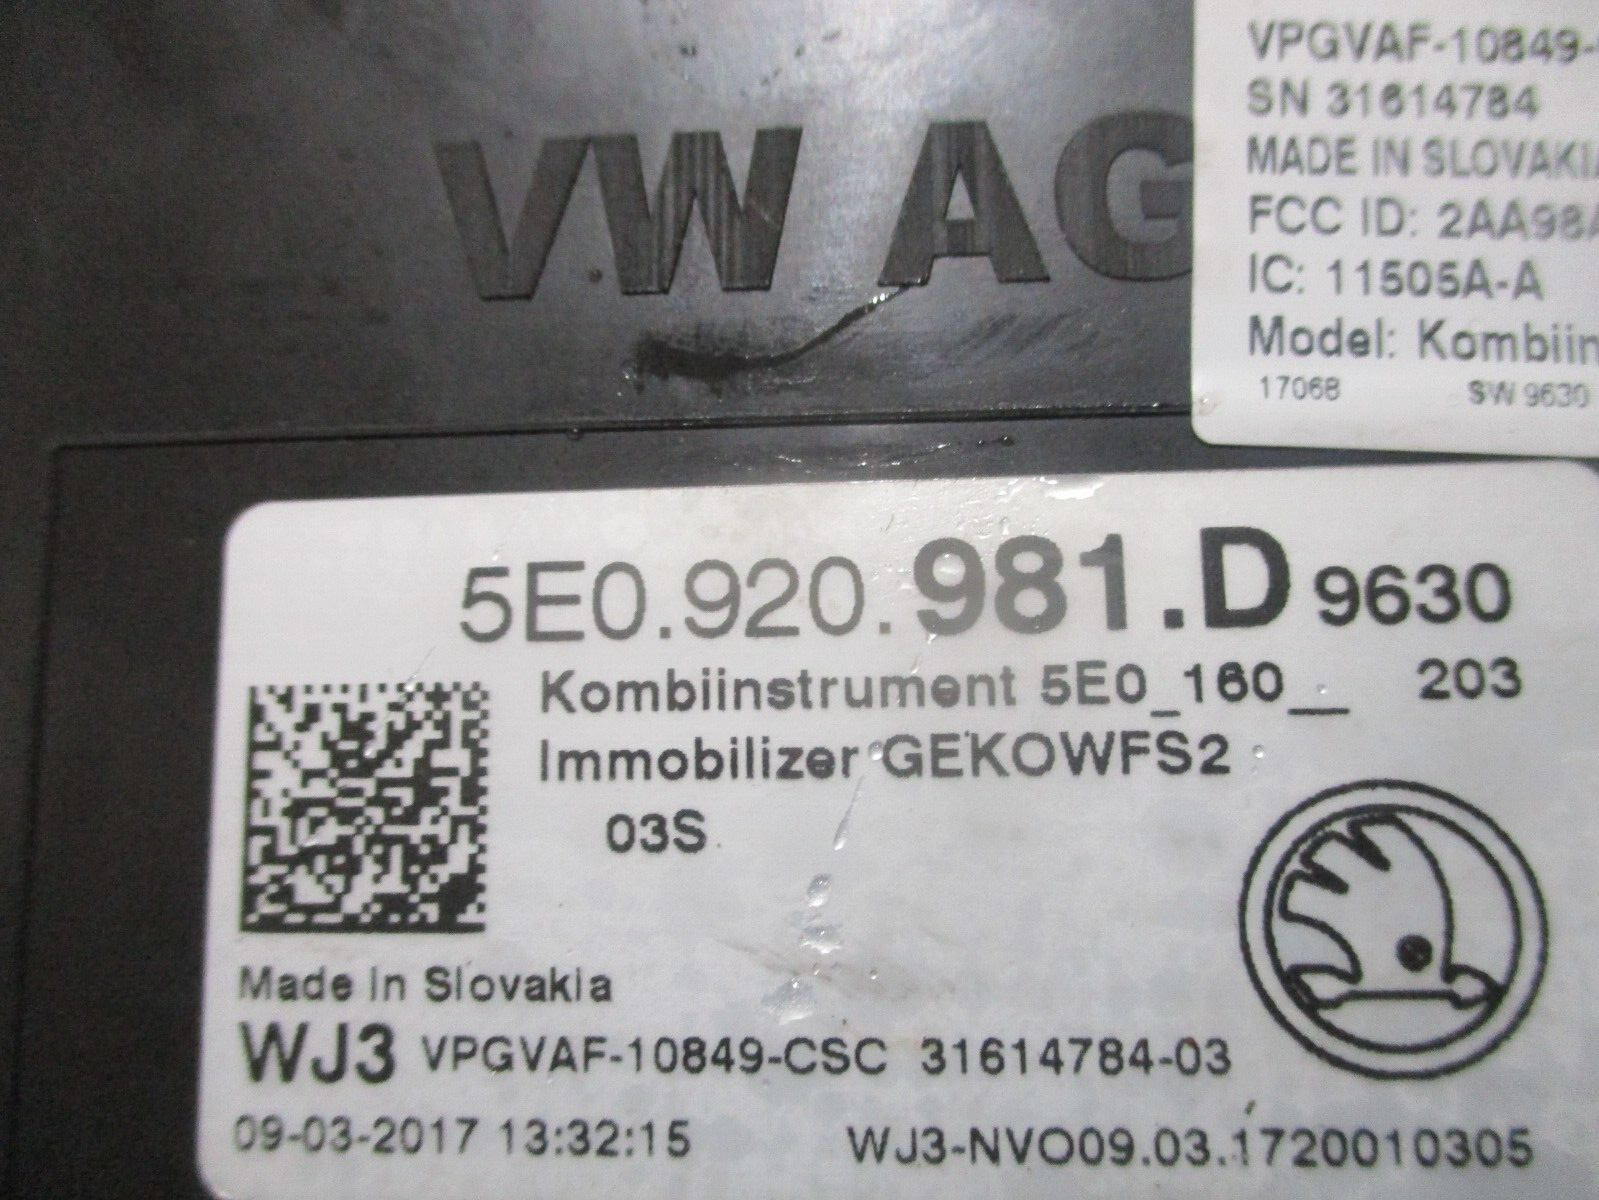 VW AG
VPGVAF-10849-
SN 31614784
MADE IN SLOVAKIA
FCC ID: 2AA98A
IC: 11505A-A
Model: Kombiin
17068 SW 9630
5E0.920.981.D 9630
Kombiinstrument 5E0_160__ 203
Immobilizer GEKOWFS2
03S
Made in Slovakia
WJ3 VPGVAF-10849-CSC 31614784-03
09-03-2017 13:32:15 WJ3-NVO09.03.1720010305